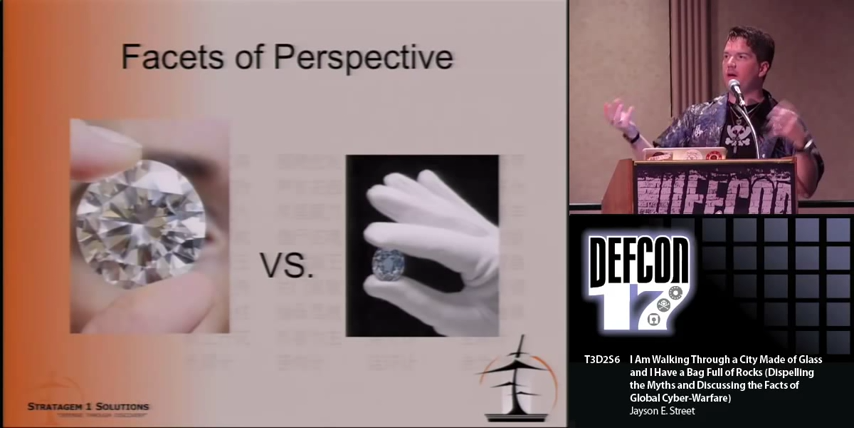 Facets of Perspective
VS.
STRATAGEM 1 SOLUTIONS
DEFCON
DEFCON
17
T3D2S6 I Am Walking Through a City Made of Glass
and I Have a Bag Full of Rocks (Dispelling
the Myths and Discussing the Facts of
Global Cyber-Warfare)
Jayson E. Street